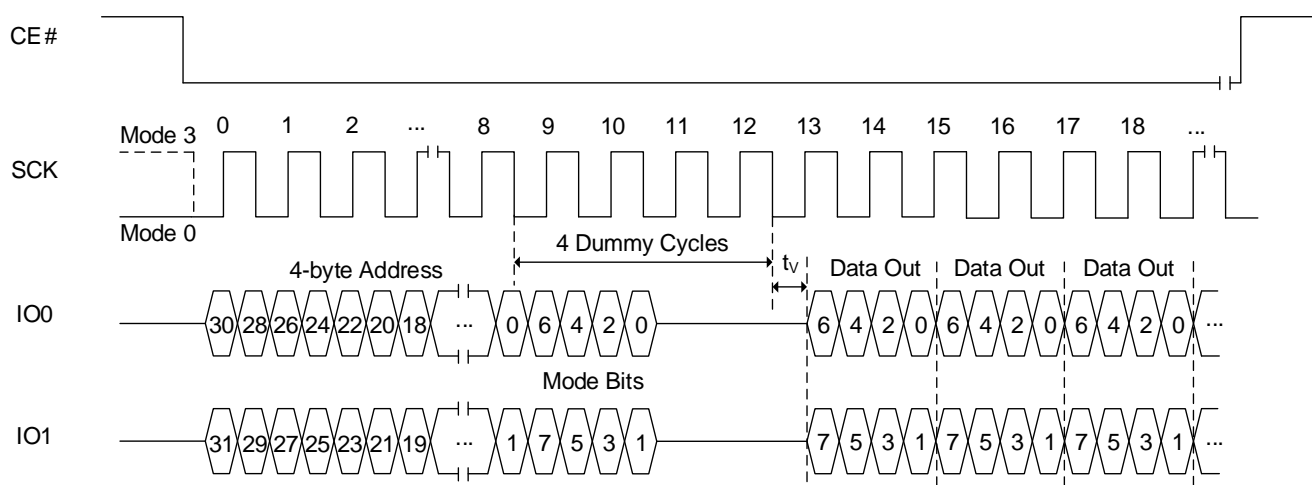 CE#
0 1 2 ... 8 9 10 11 12 13 14 15 16 17 18 ...
Mode 3
SCK
Mode 0
4 Dummy Cycles
4-byte Address tV Data Out Data Out Data Out
IO0 30 28 26 24 22 20 18 ... 0 6 4 2 0 6 4 2 0 6 4 2 0 6 4 2 0 ...
Mode Bits
IO1 31 29 27 25 23 21 19 ... 1 7 5 3 1 7 5 3 1 7 5 3 1 7 5 3 1 ...